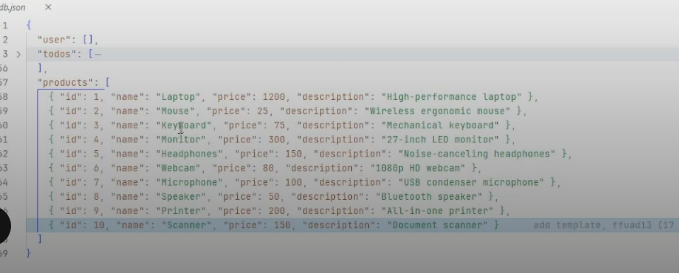 db.json ×
1 {
2 "user": [],
3 > "todos": [
56 ],
57 "products": [
58 { "id": 1, "name": "Laptop", "price": 1200, "description": "High-performance laptop" },
59 { "id": 2, "name": "Mouse", "price": 25, "description": "Wireless ergonomic mouse" },
60 { "id": 3, "name": "Keyboard", "price": 75, "description": "Mechanical keyboard" },
61 { "id": 4, "name": "Monitor", "price": 300, "description": "27-inch LED monitor" },
62 { "id": 5, "name": "Headphones", "price": 150, "description": "Noise-canceling headphones" },
63 { "id": 6, "name": "Webcam", "price": 80, "description": "1080p HD webcam" },
64 { "id": 7, "name": "Microphone", "price": 100, "description": "USB condenser microphone" },
65 { "id": 8, "name": "Speaker", "price": 50, "description": "Bluetooth speaker" },
{ "id": 9, "name": "Printer", "price": 200, "description": "All-in-one printer" },
{ "id": 10, "name": "Scanner", "price": 150, "description": "Document scanner" } add template, ffuad13 (17
]
69 }